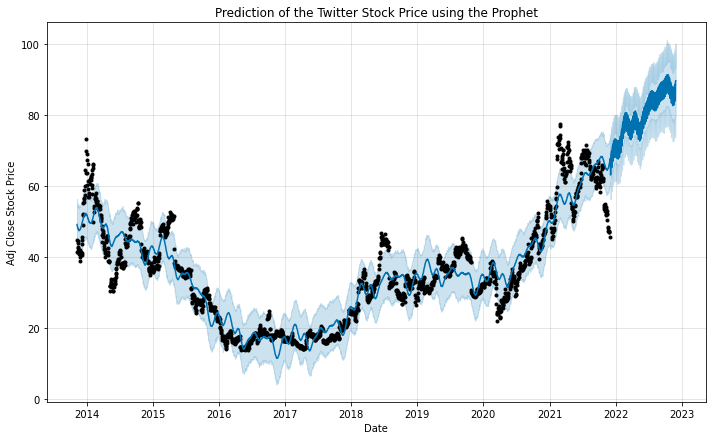 Prediction of the Twitter Stock Price using the Prophet
100
80
60
40
20
0
Adj Close Stock Price
2014 2015 2016 2017 2018 2019 2020 2021 2022 2023
Date